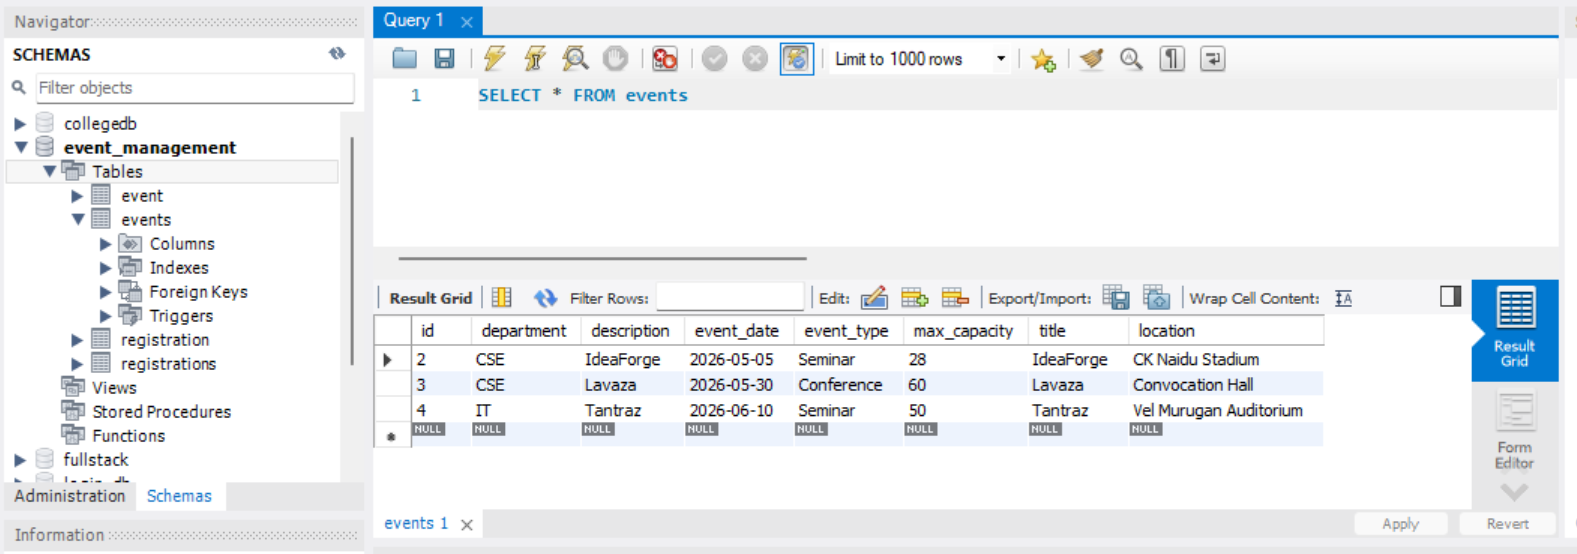 Navigator
SCHEMAS
Filter objects
collegedb
event_management
Tables
event
events
Columns
Indexes
Foreign Keys
Triggers
registration
registrations
Views
Stored Procedures
Functions
fullstack
Administration Schemas
Information
Query 1
Limit to 1000 rows
1 SELECT * FROM events
Result Grid Filter Rows: Edit: Export/Import: Wrap Cell Content:
id department description event_date event_type max_capacity title location
2 CSE IdeaForge 2026-05-05 Seminar 28 IdeaForge CK Naidu Stadium
3 CSE Lavaza 2026-05-30 Conference 60 Lavaza Convocation Hall
4 IT Tantraz 2026-06-10 Seminar 50 Tantraz Vel Murugan Auditorium
NULL NULL NULL NULL NULL NULL NULL NULL
Result
Grid
Form
Editor
events 1
Apply Revert